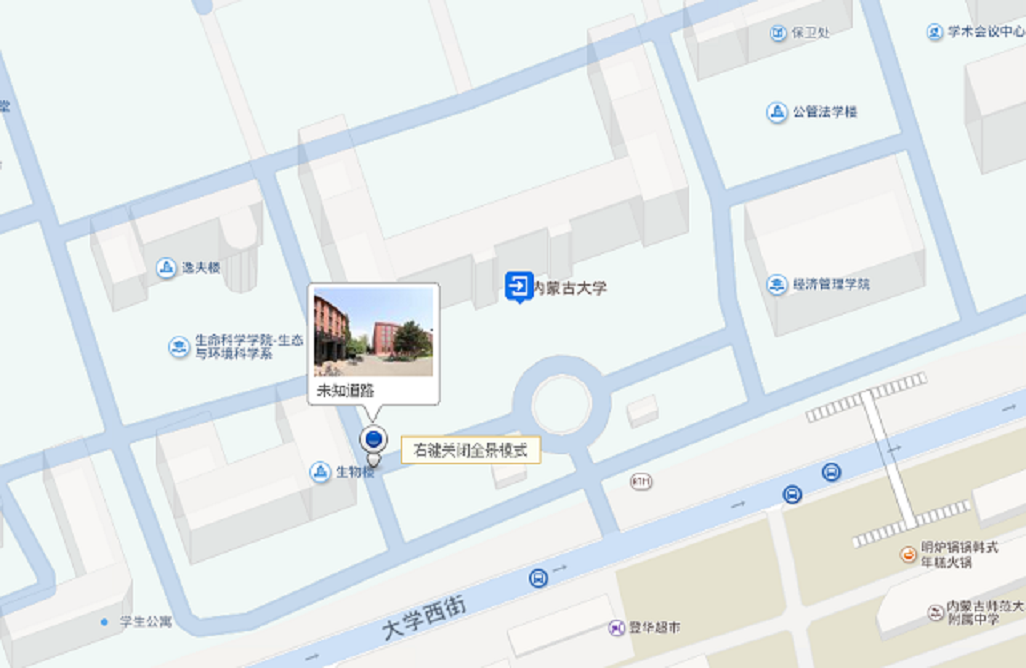 保卫处
学术会议中心
堂
公管法学楼
逸夫楼
内蒙古大学
经济管理学院
生命科学学院-生态
与环境科学系
未知道路
右键关闭全景模式
生物楼
ATM
明炉锅锅韩式
年糕火锅
大学西街
学生公寓
登华超市
内蒙古师范大
附属中学